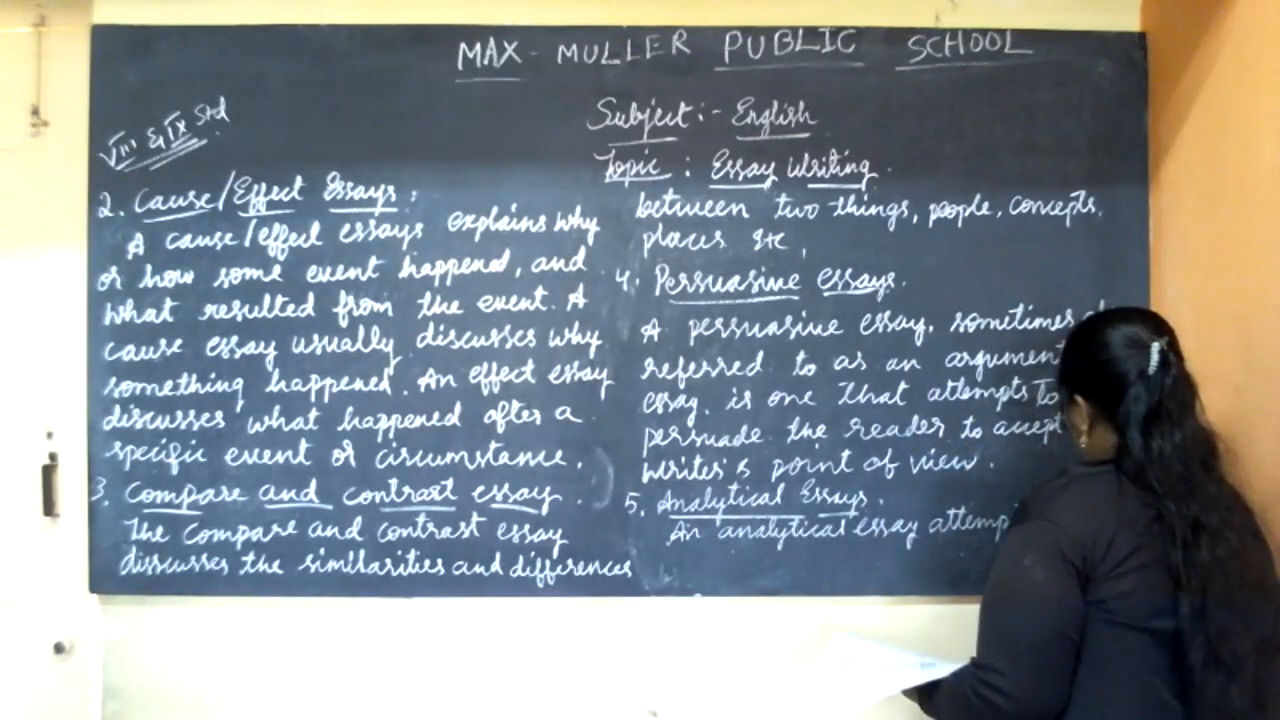 MAX - MULLER PUBLIC SCHOOL
VIII & IX Std
Subject :- English
Topic : Essay Writing .
2. Cause/Effect Essays :
A cause/effect essays explains why
or how some event happened, and
what resulted from the event. A
cause essay usually discusses why
something happened. An effect essay
discusses what happened after a
specific event or circumstance.
3. Compare and contrast essay .
The compare and contrast essay
disscusses the similarities and differences
between two things, people, concepts,
places etc,
4. Persuasive essays.
A persuasive essay, sometimes
referred to as an argument
essay, is one that attempts to
persuade the reader to accept
writer's point of view.
5. Analytical Essays.
An analytical essay attemp